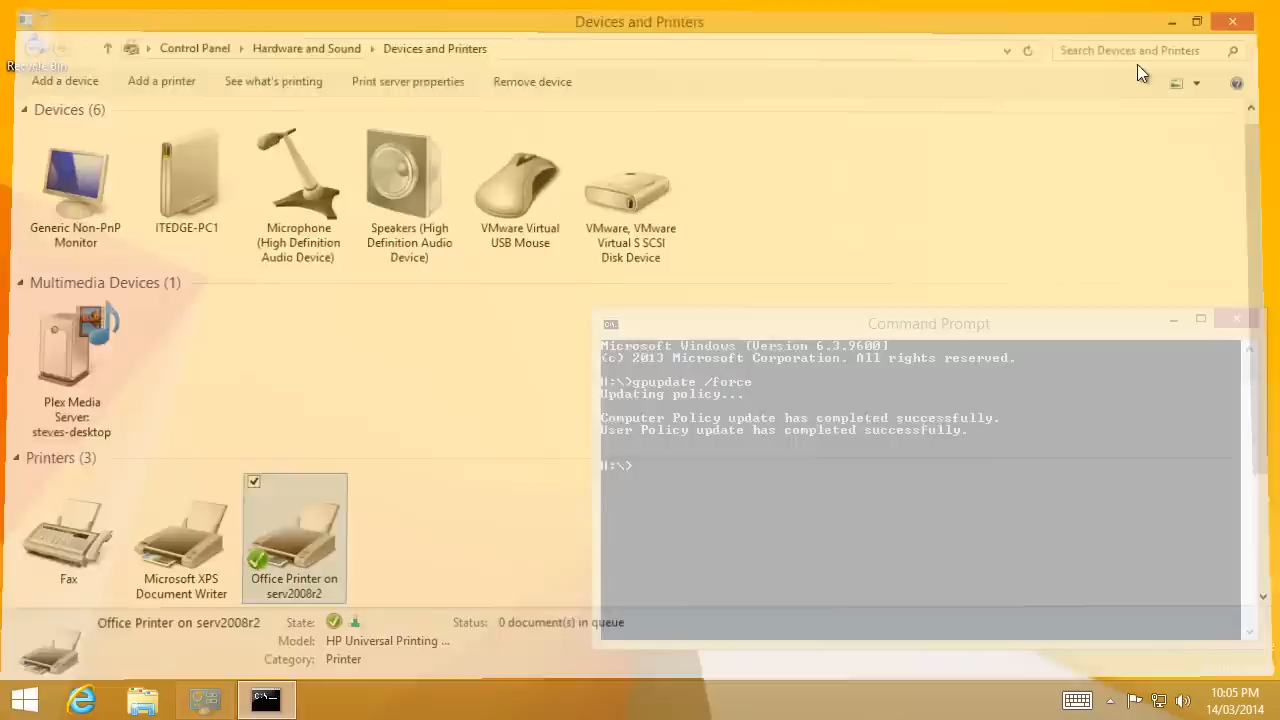 Devices and Printers
Recycle Bin
Control Panel
Hardware and Sound
Devices and Printers
Search Devices and Printers
Add a device
Add a printer
See what's printing
Print server properties
Remove device
Devices (6)
Generic Non-PnP
Monitor
ITEDGE-PC1
Microphone
(High Definition
Audio Device)
Speakers (High
Definition Audio
Device)
VMware Virtual
USB Mouse
VMware, VMware
Virtual S SCSI
Disk Device
Multimedia Devices (1)
Plex Media
Server:
steves-desktop
Printers (3)
Fax
Microsoft XPS
Document Writer
Office Printer on
serv2008r2
Command Prompt
Microsoft Windows [Version 6.3.9600]
(c) 2013 Microsoft Corporation. All rights reserved.
H:\>gpupdate /force
Updating policy...
Computer Policy update has completed successfully.
User Policy update has completed successfully.
H:\>
Office Printer on serv2008r2
State:
Status: 0 document(s) in queue
Model: HP Universal Printing ...
Category: Printer
10:05 PM
14/03/2014